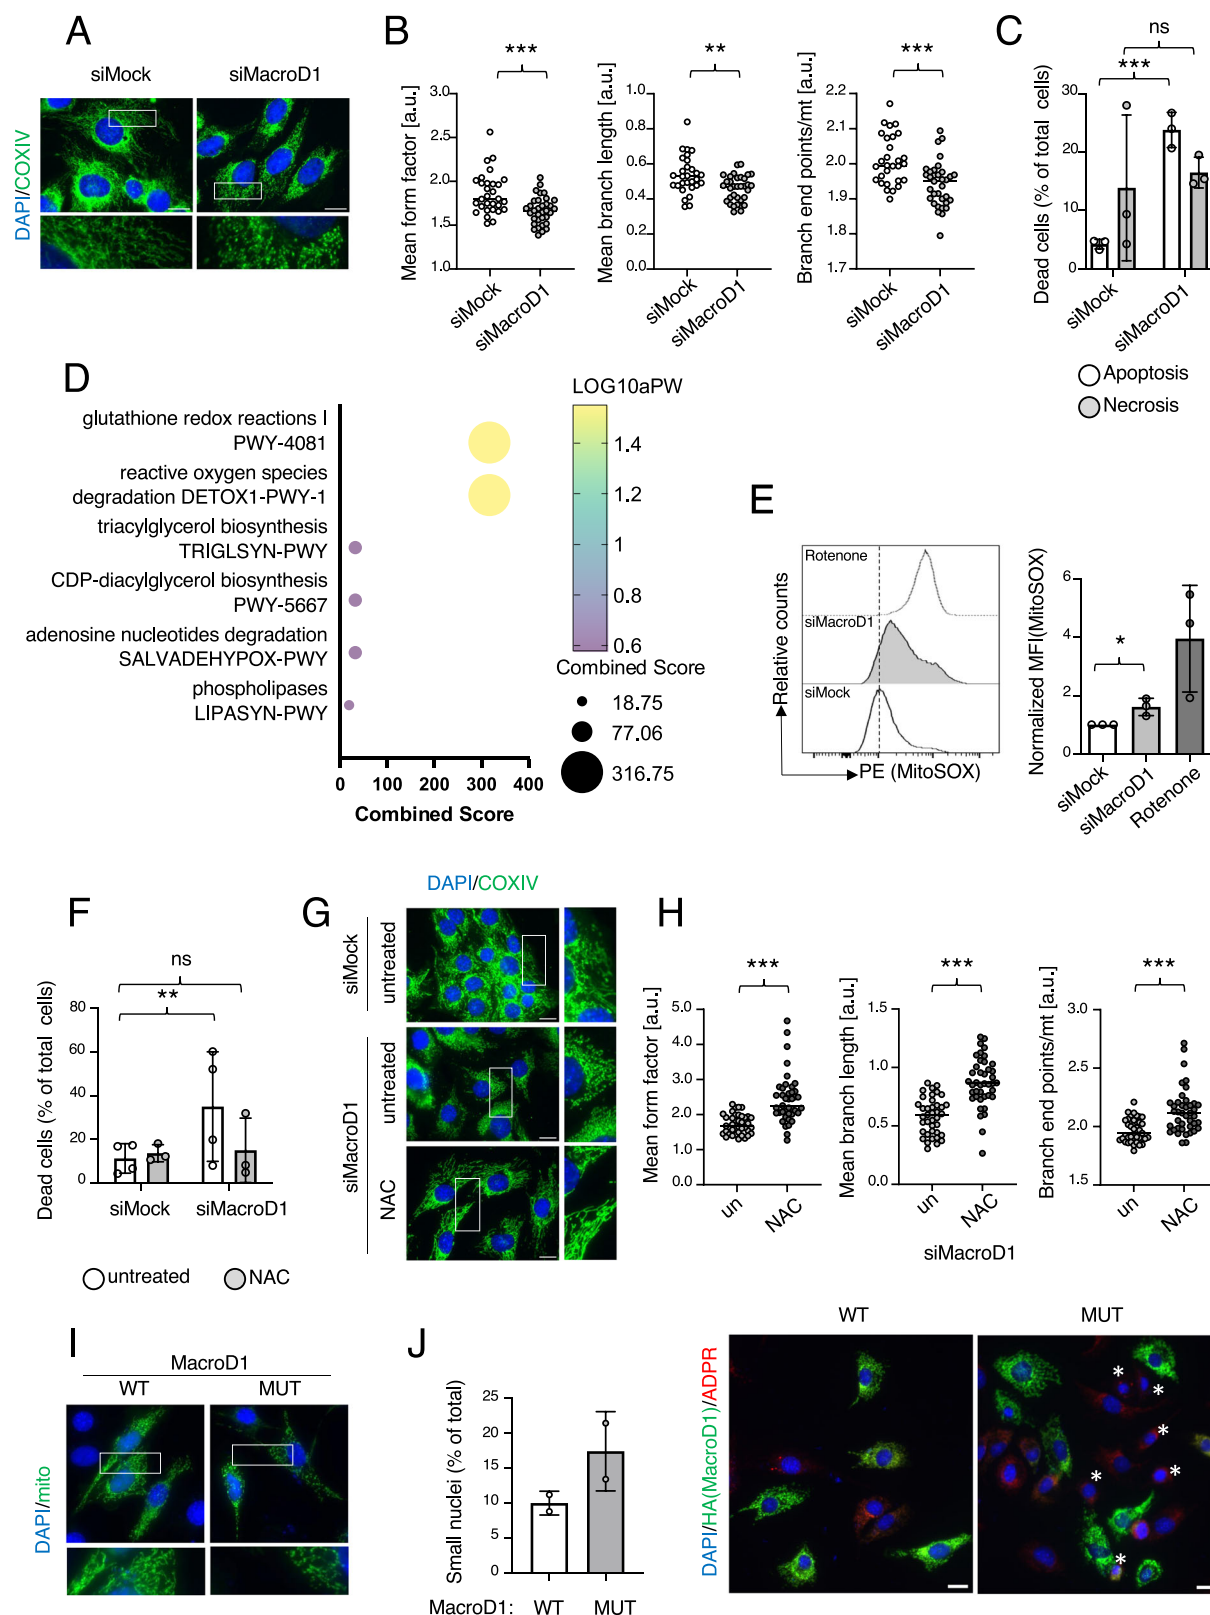 A
siMock
siMacroD1
DAPI/COXIV
B
***
Mean form factor [a.u.]
2.5
3.0
2.0
1.5
1.0
siMock
siMacroD1
**
Mean branch length [a.u.]
1.0
0.8
0.6
0.4
0.2
0.0
siMock
siMacroD1
***
Branch end points/mt [a.u.]
2.2
2.1
2.0
1.9
1.8
1.7
siMock
siMacroD1
C
ns
***
Dead cells (% of total cells)
30
20
10
0
siMock
siMacroD1
Apoptosis
Necrosis
D
glutathione redox reactions I
PWY-4081
reactive oxygen species
degradation DETOX1-PWY-1
triacylglycerol biosynthesis
TRIGLSYN-PWY
CDP-diacylglycerol biosynthesis
PWY-5667
adenosine nucleotides degradation
SALVADEHYPOX-PWY
phospholipases
LIPASYN-PWY
0 100 200 300 400
Combined Score
LOG10aPW
1.4
1.2
1
0.8
0.6
Combined Score
18.75
77.06
316.75
E
Rotenone
siMacroD1
siMock
Relative counts
PE (MitoSOX)
Normalized MFI(MitoSOX)
6
4
2
0
*
siMock
siMacroD1
Rotenone
F
ns
**
Dead cells (% of total cells)
80
60
40
20
0
siMock siMacroD1
untreated NAC
G
DAPI/COXIV
siMock
untreated
siMacroD1
untreated
NAC
H
***
Mean form factor [a.u.]
5.0
4.0
3.0
2.0
1.0
0.0
un
NAC
***
Mean branch length [a.u.]
1.5
1.0
0.5
0.0
un
NAC
***
Branch end points/mt [a.u.]
3.0
2.5
2.0
1.5
un
NAC
siMacroD1
I
MacroD1
WT MUT
DAPI/mito
J
Small nuclei (% of total)
25
20
15
10
5
0
MacroD1: WT MUT
WT MUT
DAPI/HA(MacroD1)/ADPR
*
*
*
*
*
*